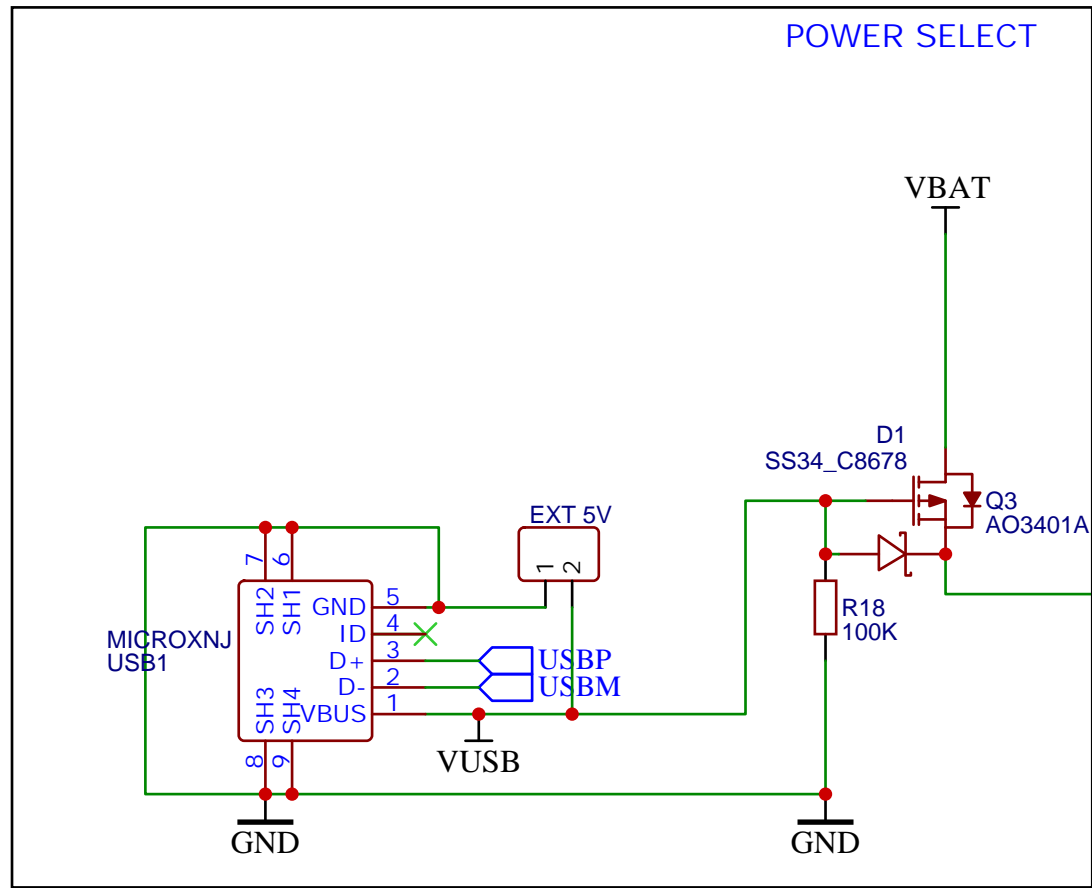 POWER SELECT
VBAT
D1
SS34_C8678
Q3
AO3401A
EXT 5V
1
2
7
6
SH2
SH1
GND
5
ID
4
D+
3
D-
2
VBUS
1
SH3
SH4
8
9
MICROXNJ
USB1
USBP
USBM
R18
100K
VUSB
GND
GND